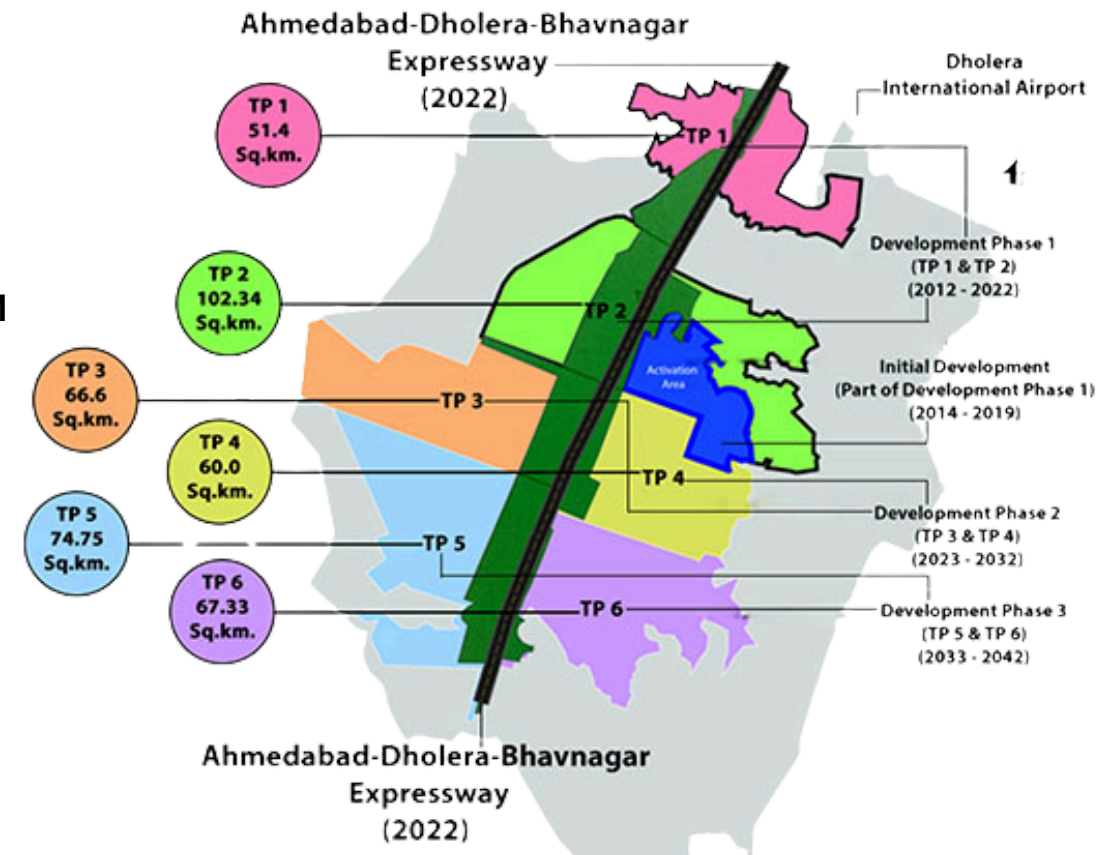 Ahmedabad-Dholera-Bhavnagar
Expressway
(2022)
Dholera
International Airport
TP 1
51.4
Sq.km.
TP 1
Development Phase 1
(TP 1 & TP 2)
(2012 - 2022)
TP 2
102.34
Sq.km.
TP 2
TP 3
66.6
Sq.km.
TP 3
Activation
Area
Initial Development
(Part of Development Phase 1)
(2014 - 2019)
TP 4
60.0
Sq.km.
TP 4
Development Phase 2
(TP 3 & TP 4)
(2023 - 2032)
TP 5
74.75
Sq.km.
TP 5
TP 6
67.33
Sq.km.
TP 6
Development Phase 3
(TP 5 & TP 6)
(2033 - 2042)
Ahmedabad-Dholera-Bhavnagar
Expressway
(2022)